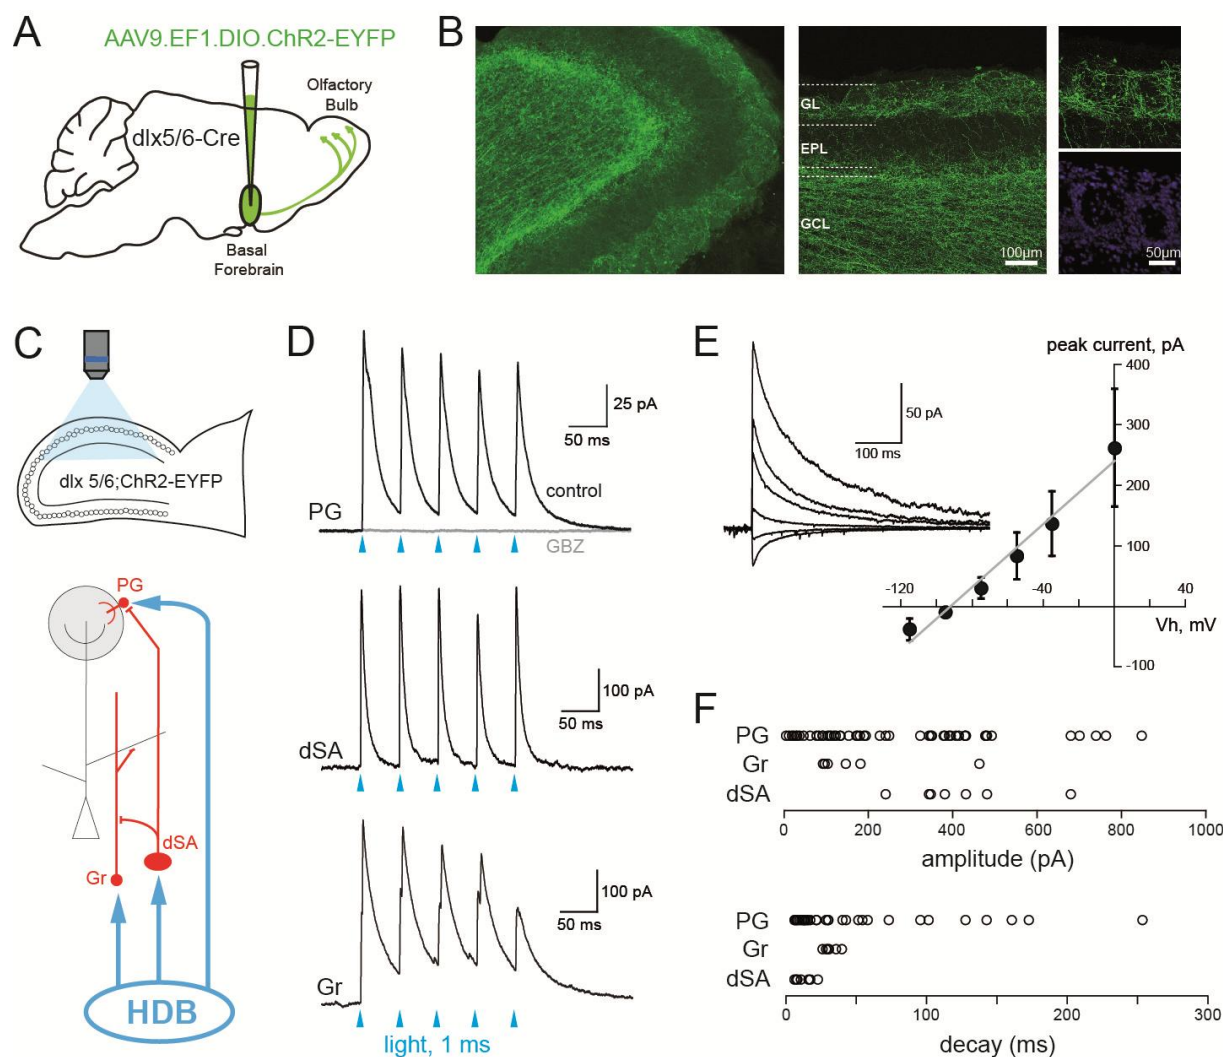 A
AAV9.EF1.DIO.ChR2-EYFP
dlx5/6-Cre
Olfactory
Bulb
Basal
Forebrain
B
GL
EPL
GCL
100µm
50µm
C
dlx 5/6;ChR2-EYFP
PG
dSA
Gr
HDB
D
25 pA
50 ms
control
PG
GBZ
100 pA
50 ms
dSA
100 pA
50 ms
Gr
light, 1 ms
E
50 pA
100 ms
peak current, pA
400
300
200
100
-120
-40
40
Vh, mV
-100
F
PG
Gr
dSA
0
200
400
600
800
1000
amplitude (pA)
PG
Gr
dSA
0
100
200
300
decay (ms)